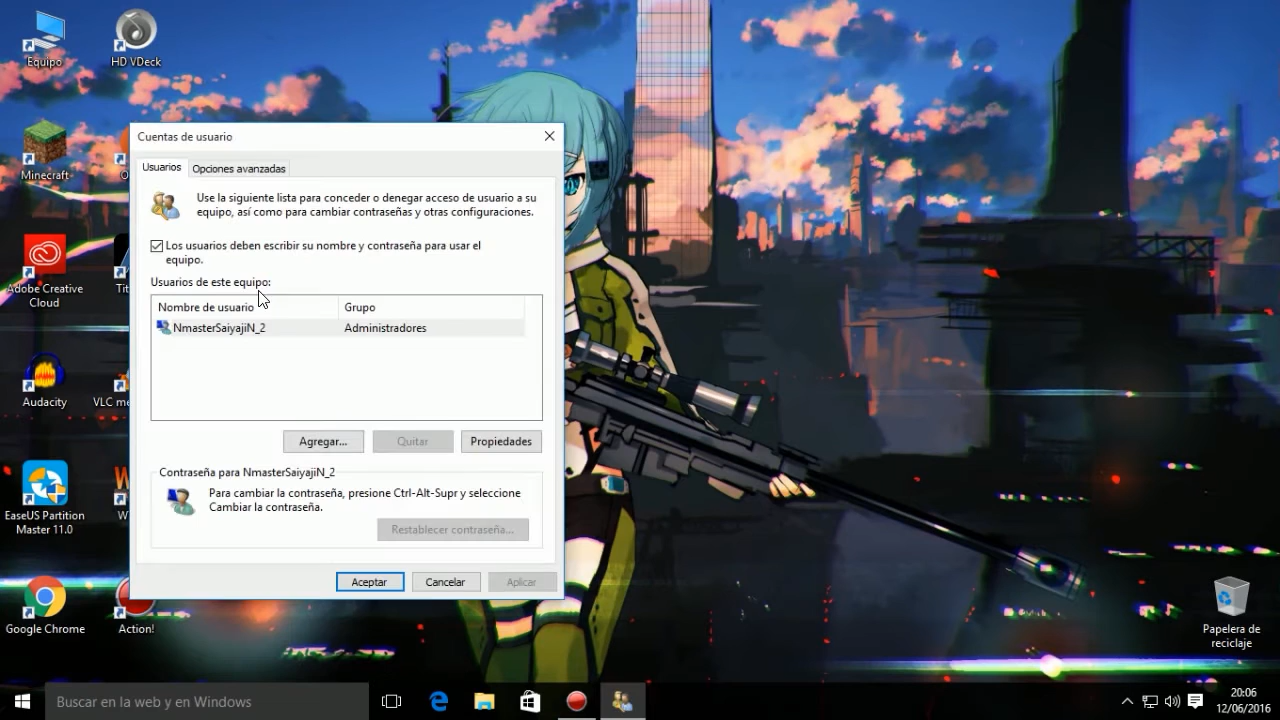 Equipo
HD VDeck
Minecraft
O
Adobe Creative
Cloud
Tit
Audacity
VLC me
EaseUS Partition
Master 11.0
W
Google Chrome
Action!
Cuentas de usuario
Usuarios
Opciones avanzadas
Use la siguiente lista para conceder o denegar acceso de usuario a su
equipo, así como para cambiar contraseñas y otras configuraciones.
Los usuarios deben escribir su nombre y contraseña para usar el
equipo.
Usuarios de este equipo:
Nombre de usuario Grupo
NmasterSaiyajiN_2 Administradores
Agregar... Quitar Propiedades
Contraseña para NmasterSaiyajiN_2
Para cambiar la contraseña, presione Ctrl-Alt-Supr y seleccione
Cambiar la contraseña.
Restablecer contraseña...
Aceptar Cancelar Aplicar
Papelera de
reciclaje
Buscar en la web y en Windows
20:06
12/06/2016